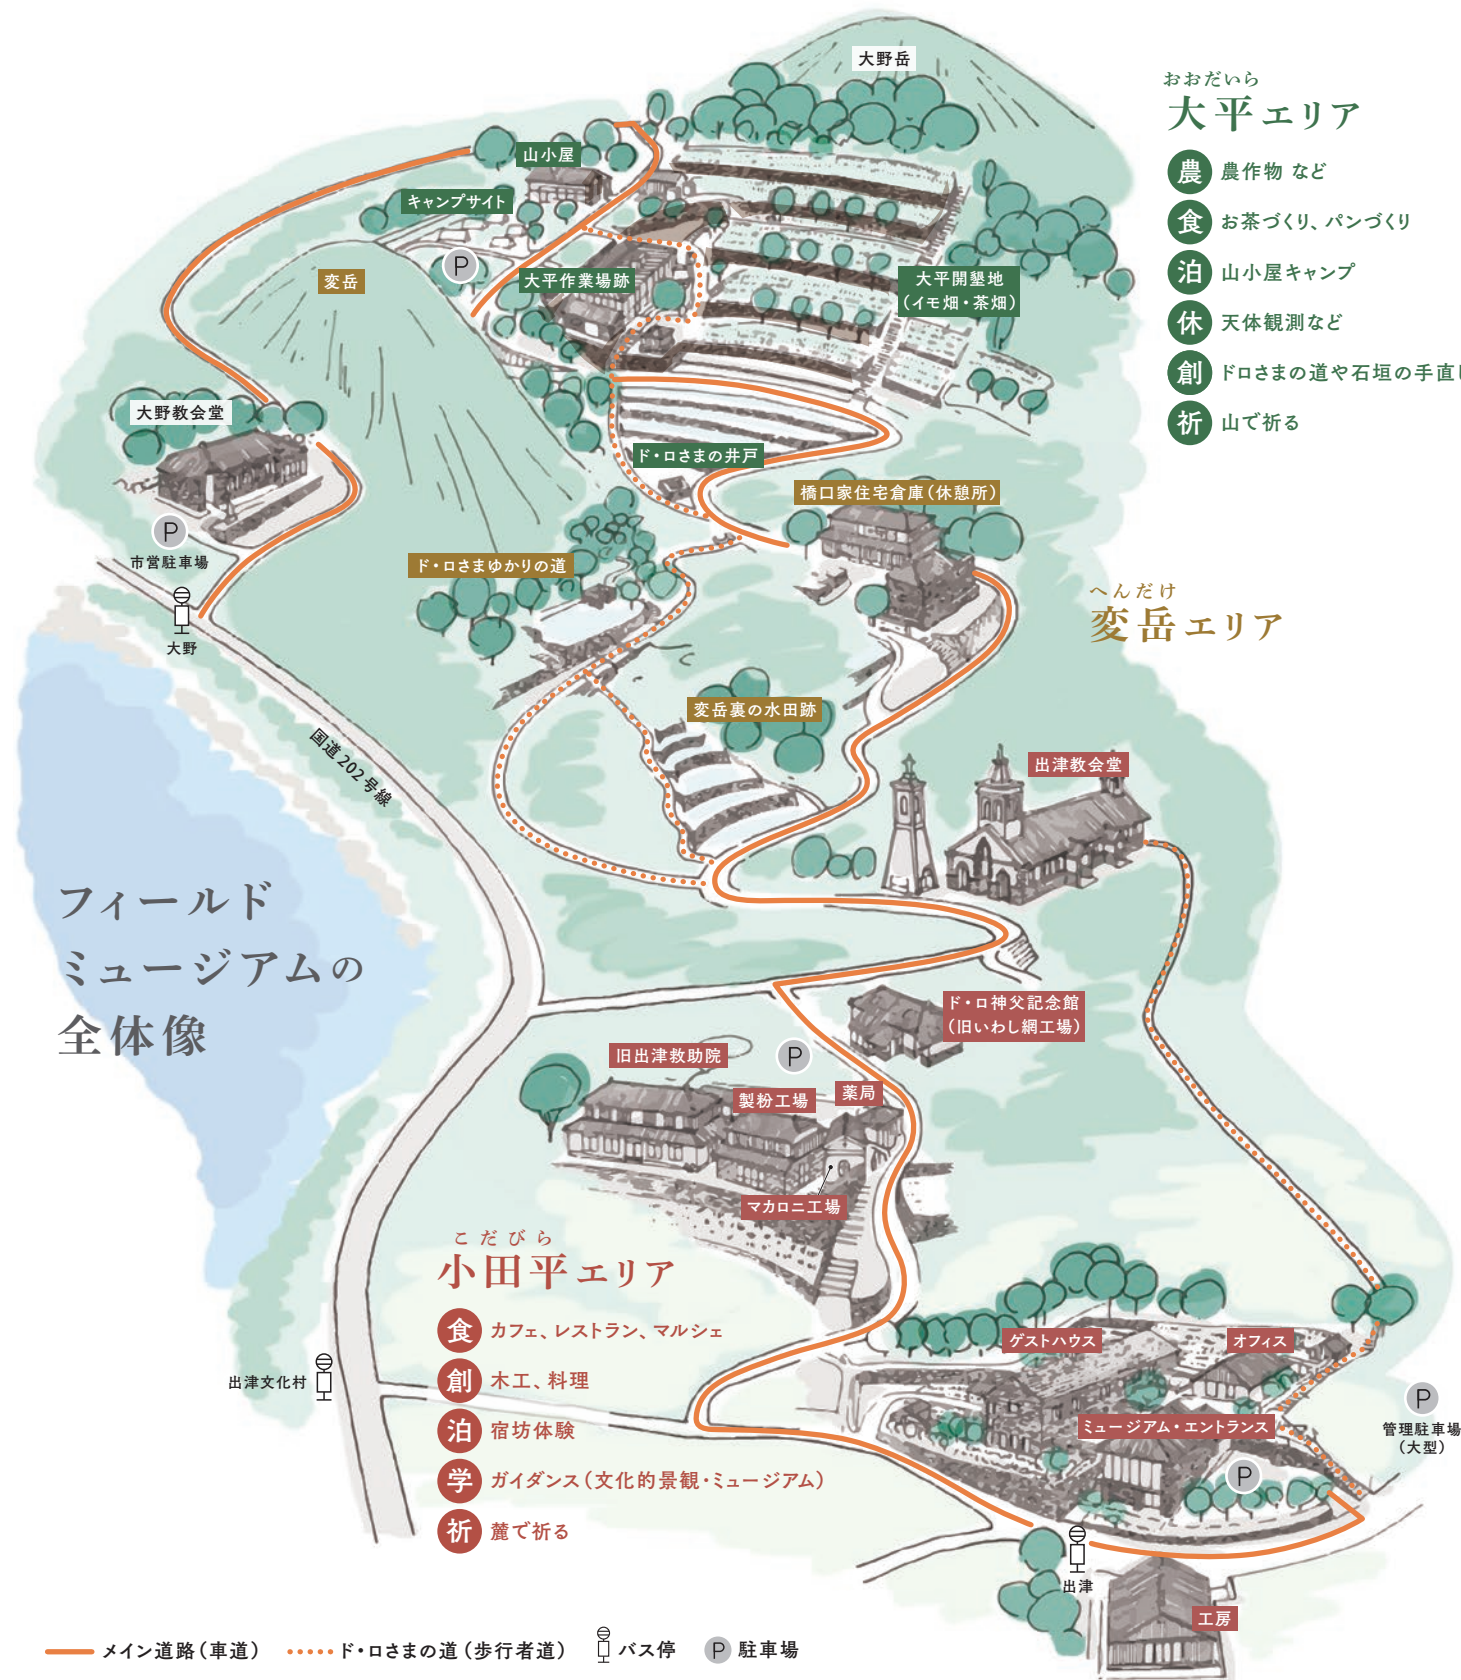 大野岳
おおだいら
大平エリア
農 農作物 など
食 お茶づくり、パンづくり
泊 山小屋キャンプ
休 天体観測など
創 ドロさまの道や石垣の手直し
祈 山で祈る
山小屋
キャンプサイト
P
変岳
大平作業場跡
大平開墾地
（イモ畑・茶畑）
大野教会堂
ド・ロさまの井戸
橋口家住宅倉庫（休憩所）
P
市営駐車場
大野
ド・ロさまゆかりの道
へんだけ
変岳エリア
変岳裏の水田跡
国道202号線
出津教会堂
フィールド
ミュージアムの
全体像
ド・ロ神父記念館
（旧いわし網工場）
P
旧出津救助院
製粉工場
薬局
マカロニ工場
こだびら
小田平エリア
食 カフェ、レストラン、マルシェ
創 木工、料理
泊 宿坊体験
学 ガイダンス（文化的景観・ミュージアム）
祈 麓で祈る
出津文化村
ゲストハウス
オフィス
ミュージアム・エントランス
P
管理駐車場
（大型）
P
出津
工房
メイン道路（車道）
ド・ロさまの道（歩行者道）
バス停
P 駐車場